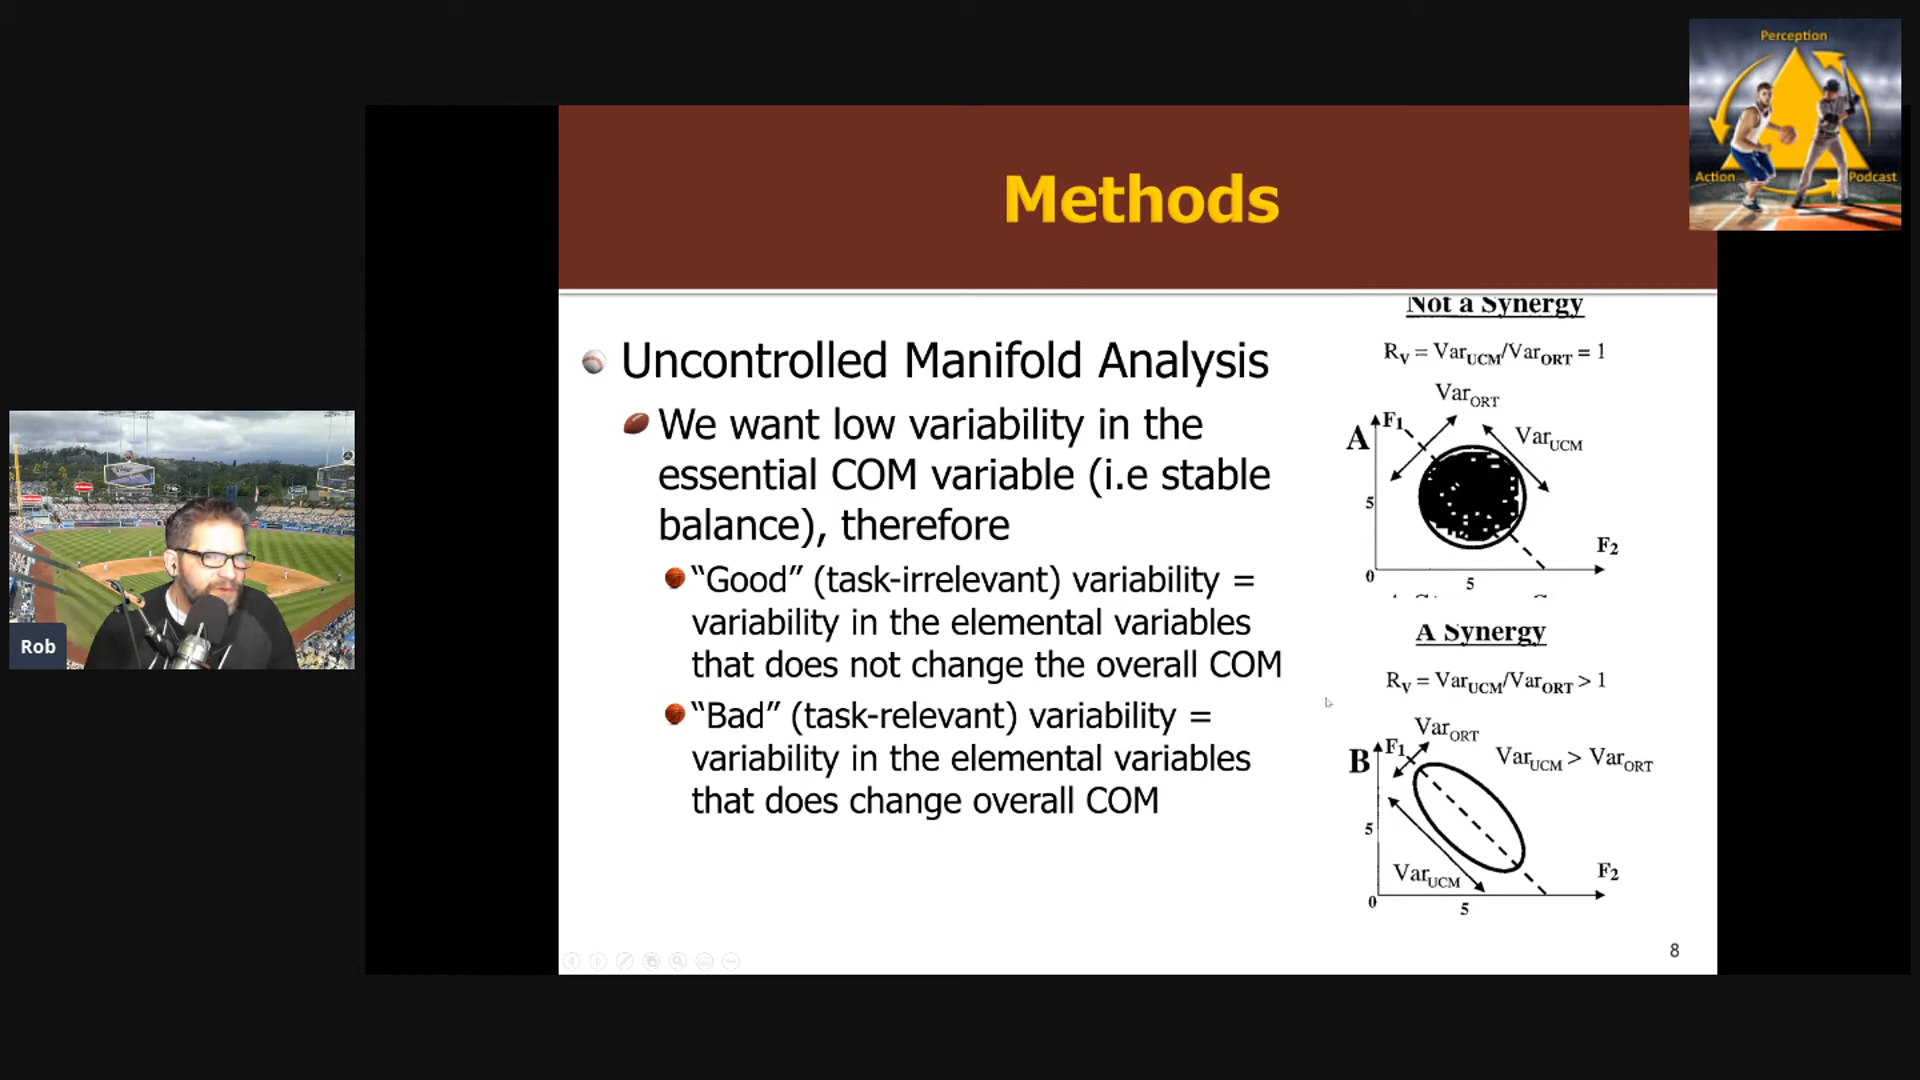 Perception
Action
Podcast
Methods
Uncontrolled Manifold Analysis
We want low variability in the
essential COM variable (i.e stable
balance), therefore
“Good” (task-irrelevant) variability =
variability in the elemental variables
that does not change the overall COM
“Bad” (task-relevant) variability =
variability in the elemental variables
that does change overall COM
Not a Synergy
RV = VarUCM/VarORT = 1
VarORT
VarUCM
A
F1
5
0
5
F2
A Synergy
RV = VarUCM/VarORT > 1
VarORT
VarUCM > VarORT
B
F1
5
VarUCM
0
5
F2
8
Rob